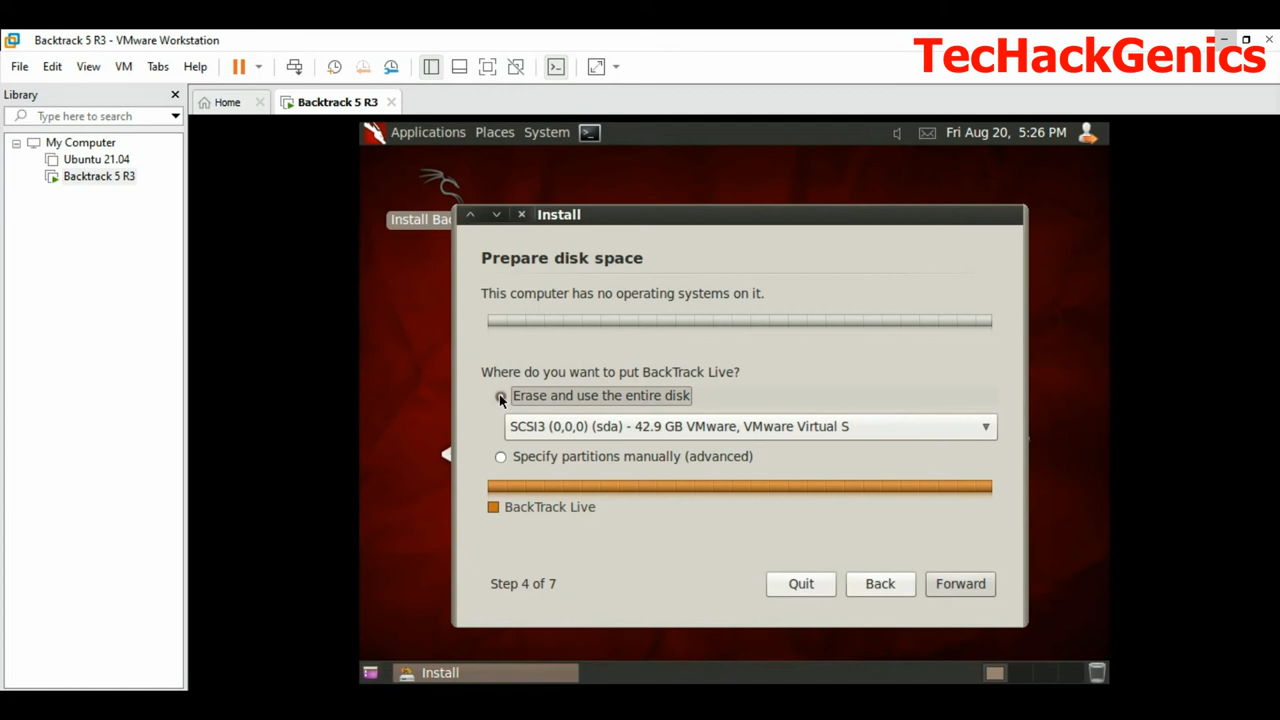 Backtrack 5 R3 - VMware Workstation
TecHackGenics
File Edit View VM Tabs Help
Library
Type here to search
My Computer
Ubuntu 21.04
Backtrack 5 R3
Home
Backtrack 5 R3
Applications Places System
Fri Aug 20, 5:26 PM
Install Bac
Install
Prepare disk space
This computer has no operating systems on it.
Where do you want to put BackTrack Live?
Erase and use the entire disk
SCSI3 (0,0,0) (sda) - 42.9 GB VMware, VMware Virtual S
Specify partitions manually (advanced)
BackTrack Live
Step 4 of 7
Quit
Back
Forward
Install